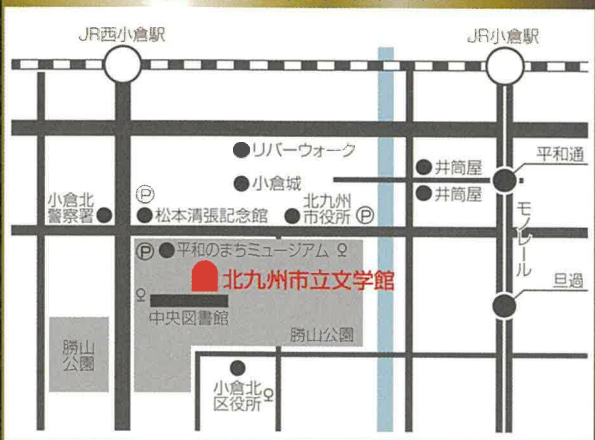 JR西小倉駅
JR小倉駅
リバーウォーク
小倉城
井筒屋
井筒屋
平和通
小倉北
警察署
P
松本清張記念館
北九州
市役所
P
モノレール
P
平和のまちミュージアム
北九州市立文学館
旦過
中央図書館
勝山公園
勝山
公園
小倉北
区役所